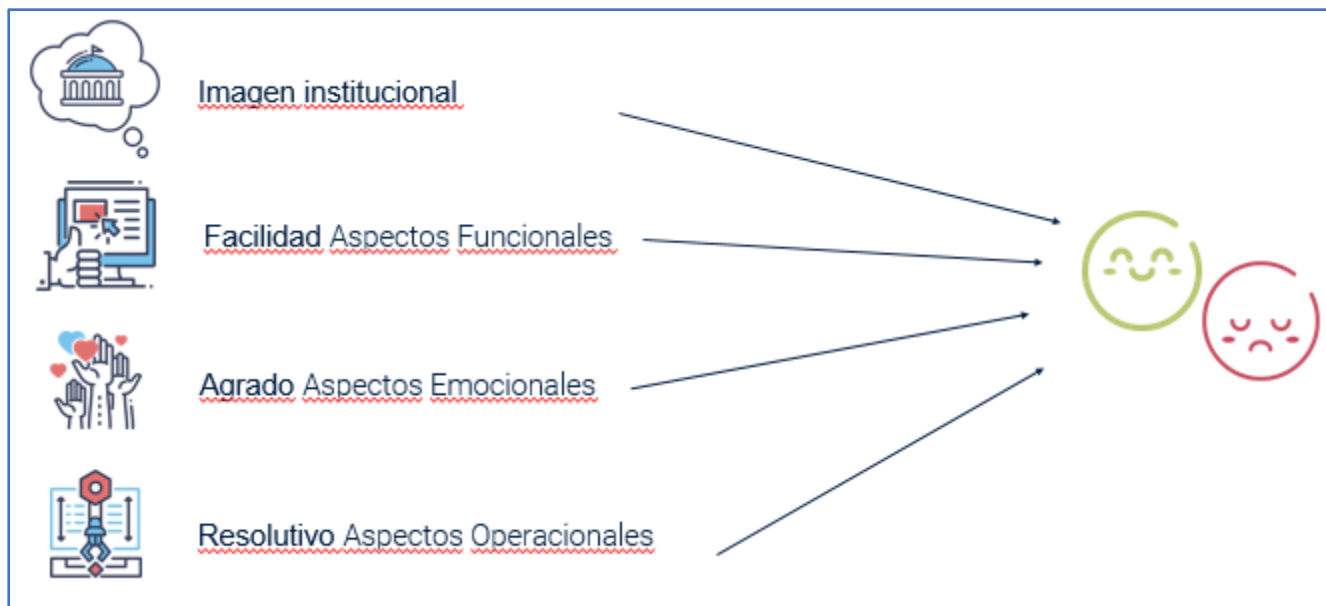 Imagen institucional
Facilidad Aspectos Funcionales
Agrado Aspectos Emocionales
Resolutivo Aspectos Operacionales